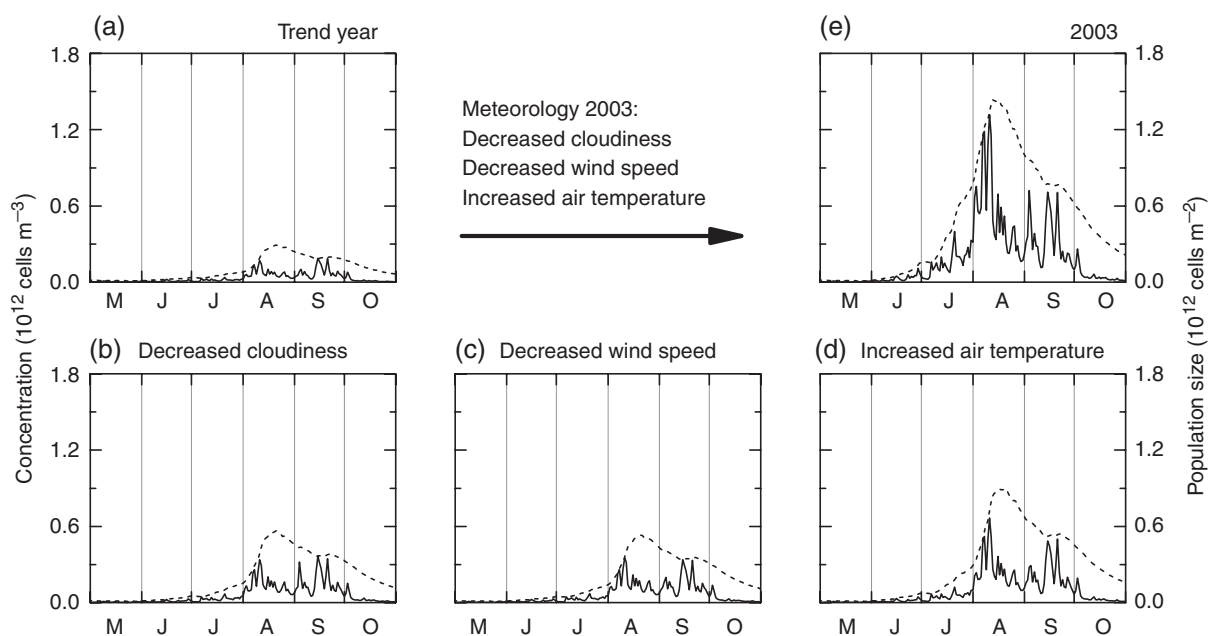 (a)
Trend year
1.8
1.2
0.6
0.0
M J J A S O
Meteorology 2003:
Decreased cloudiness
Decreased wind speed
Increased air temperature
(e)
2003
1.8
1.2
0.6
0.0
M J J A S O
Concentration (10¹² cells m⁻³)
Population size (10¹² cells m⁻²)
(b) Decreased cloudiness
1.8
1.2
0.6
0.0
M J J A S O
(c) Decreased wind speed
M J J A S O
(d) Increased air temperature
1.8
1.2
0.6
0.0
M J J A S O